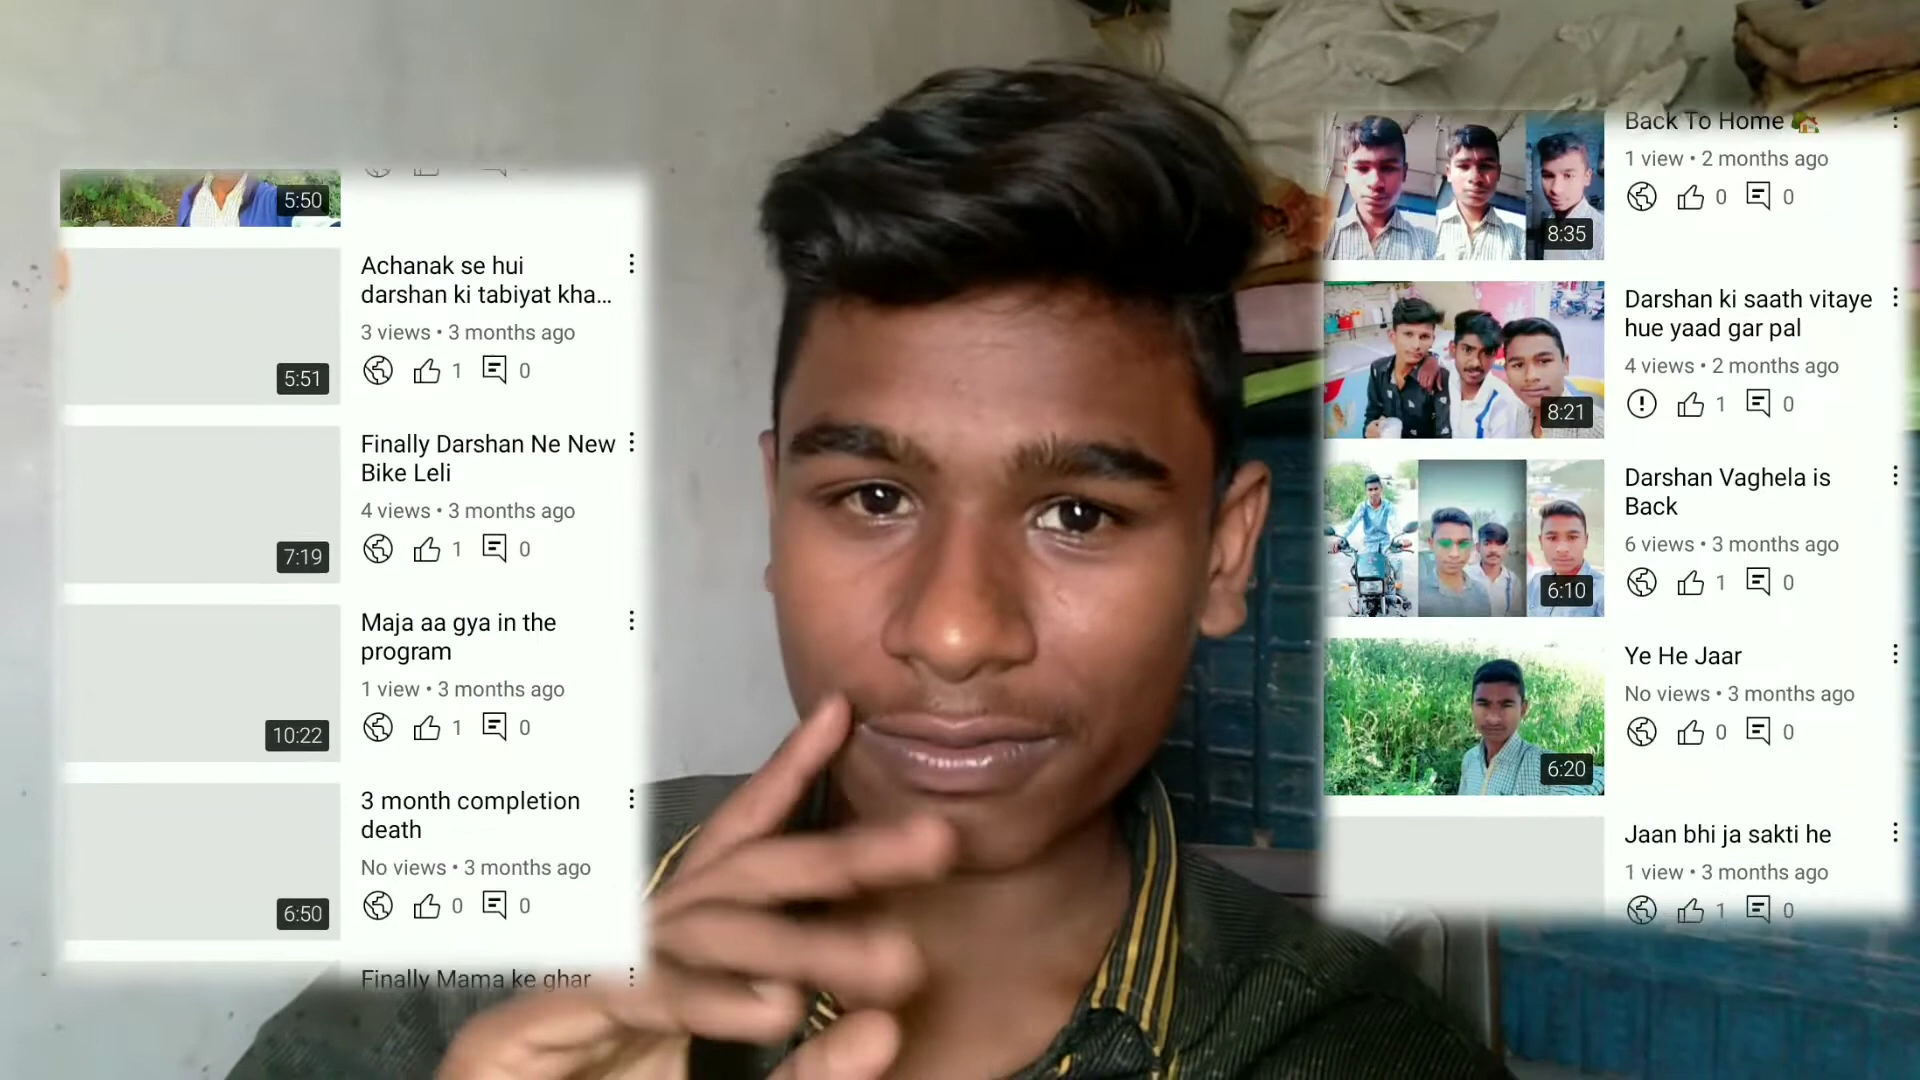 5:50
Achanak se hui
darshan ki tabiyat kha...
3 views • 3 months ago
1 0
5:51
Finally Darshan Ne New
Bike Leli
4 views • 3 months ago
1 0
7:19
Maja aa gya in the
program
1 view • 3 months ago
1 0
10:22
3 month completion
death
No views • 3 months ago
0 0
6:50
Finally Mama ke ghar
Back To Home
1 view • 2 months ago
0 0
8:35
Darshan ki saath vitaye
hue yaad gar pal
4 views • 2 months ago
1 0
8:21
Darshan Vaghela is
Back
6 views • 3 months ago
1 0
6:10
Ye He Jaar
No views • 3 months ago
0 0
6:20
Jaan bhi ja sakti he
1 view • 3 months ago
1 0